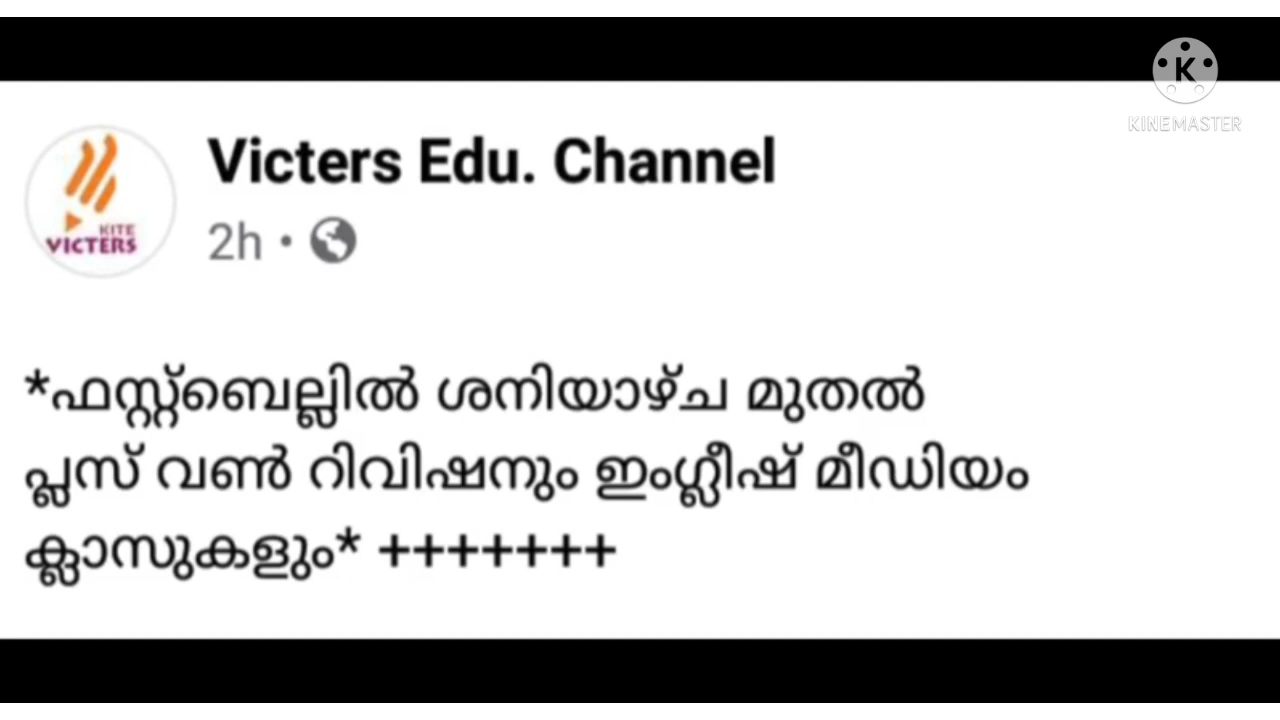 KINEMASTER
Victers Edu. Channel
KITE
VICTERS
2h •
*ഫസ്റ്റ്ബെല്ലിൽ ശനിയാഴ്ച മുതൽ
പ്ലസ് വൺ റിവിഷനും ഇംഗ്ലീഷ് മീഡിയം
ക്ലാസുകളും* +++++++